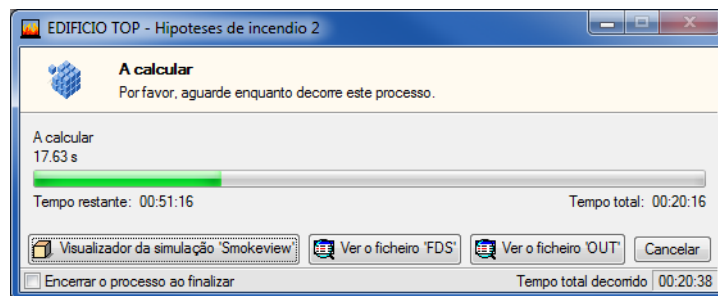 EDIFICIO TOP - Hipoteses de incendio 2
A calcular
Por favor, aguarde enquanto decorre este processo.
A calcular
17.63 s
Tempo restante: 00:51:16 Tempo total: 00:20:16
Visualizador da simulação 'Smokeview' Ver o ficheiro 'FDS' Ver o ficheiro 'OUT' Cancelar
Encerrar o processo ao finalizar Tempo total decorrido 00:20:38